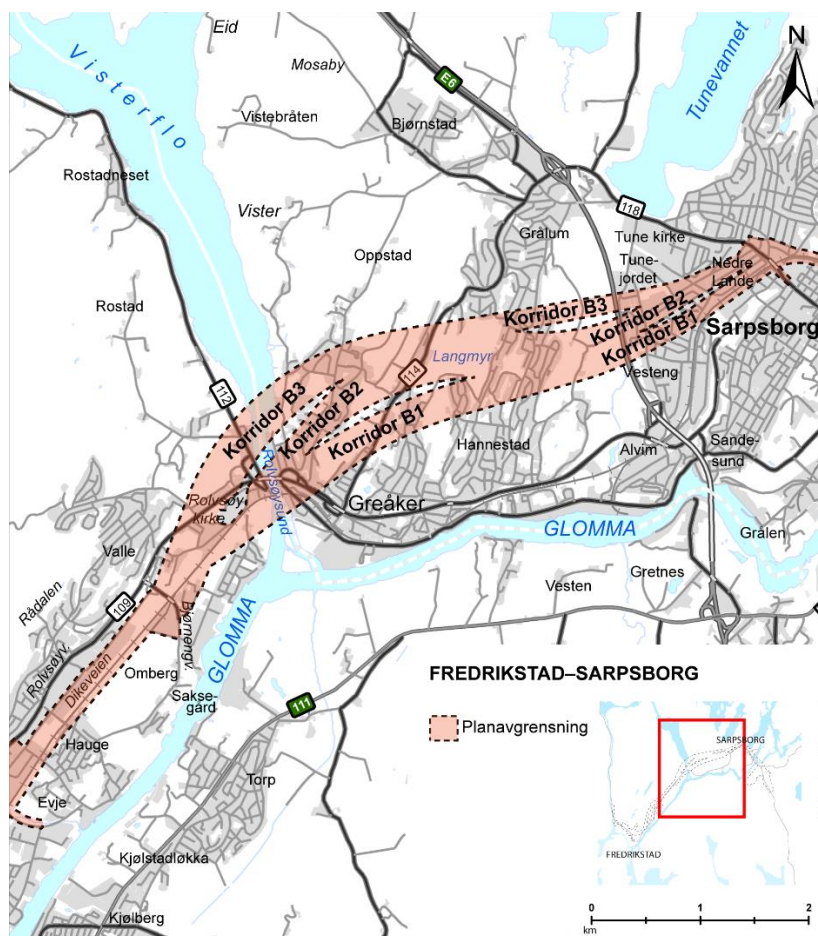 Eid
Mosaby
N
Visterflo
E6
Tunevannet
Vistebråten
Bjørnstad
Rostadneset
Vister
118
Grålum
Tune kirke
Oppstad
Tune-
jordet
Nedre
Lande
Rostad
Korridor B3
Korridor B2
Korridor B1
Sarpsborg
Langmyr
114
112
Korridor B3
Korridor B2
Korridor B1
Vesteng
Hannestad
Alvim
Sande-
sund
Rolvsøysund
Rolvsøy
kirke
Greåker
GLOMMA
Grålen
Valle
Vesten
Gretnes
Rådalen
109
Bjørnengv.
GLOMMA
Rolvsøyv.
Dikeveien
Omberg
Sakse-
gård
111
Hauge
Torp
Evje
Kjølstadløkka
Kjølberg
FREDRIKSTAD–SARPSBORG
Planavgrensning
SARPSBORG
FREDRIKSTAD
0 1 2
km